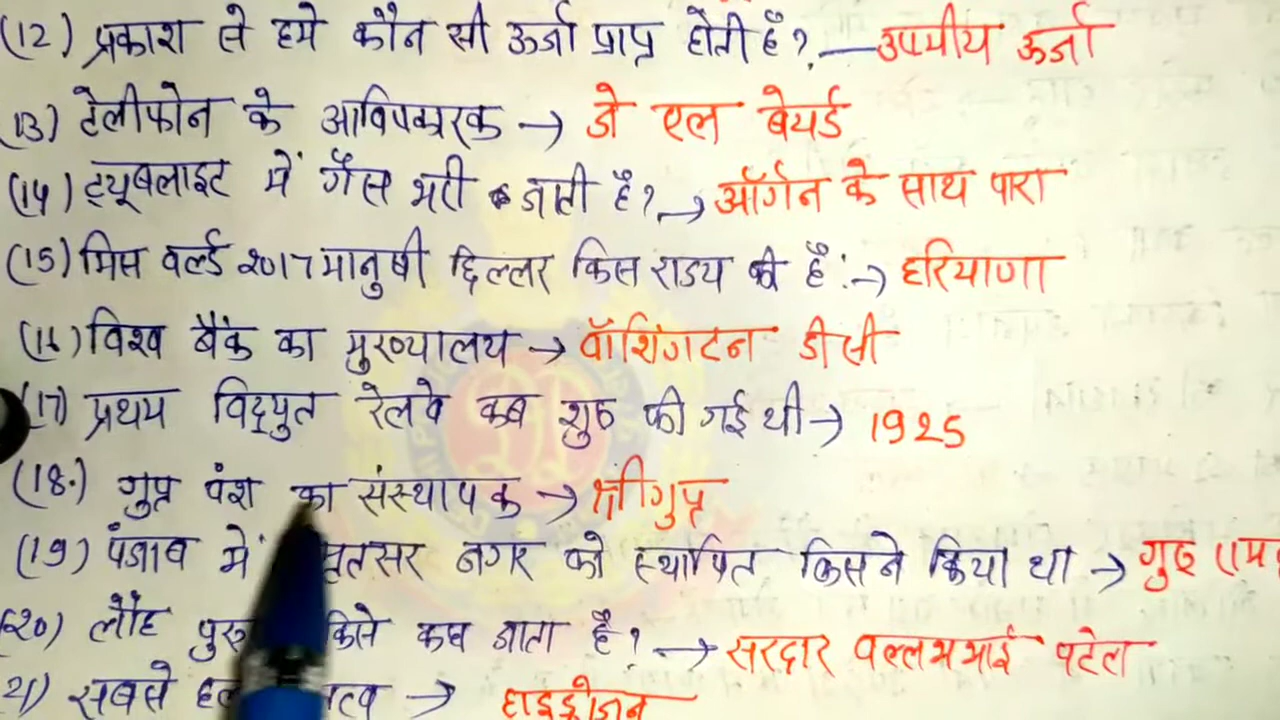 (12) प्रकाश से हमे कौन सी ऊर्जा प्राप्त होती है? — उष्मीय ऊर्जा
(13) टेलीफोन के आविष्कारक → जे एल बेयर्ड
(14) ट्यूबलाइट में गैस भरी जाती है? → ऑर्गन के साथ पारा
(15) मिस वर्ल्ड 2017 मानुषी छिल्लर किस राज्य की है :→ हरियाणा
(16) विश्व बैंक का मुख्यालय → वॉशिंगटन डीसी
(17) प्रथम विद्युत रेलवे कब शुरु की गई थी → 1925
(18.) गुप्त वंश का संस्थापक → श्रीगुप्त
(19) पंजाब में तसर नगर को स्थापित किसने किया था → गुरु राम
(20) लौह किसे कहा जाता है? → सरदार वल्लभभाई पटेल
21) सबसे तत्व → हाइड्रोजन